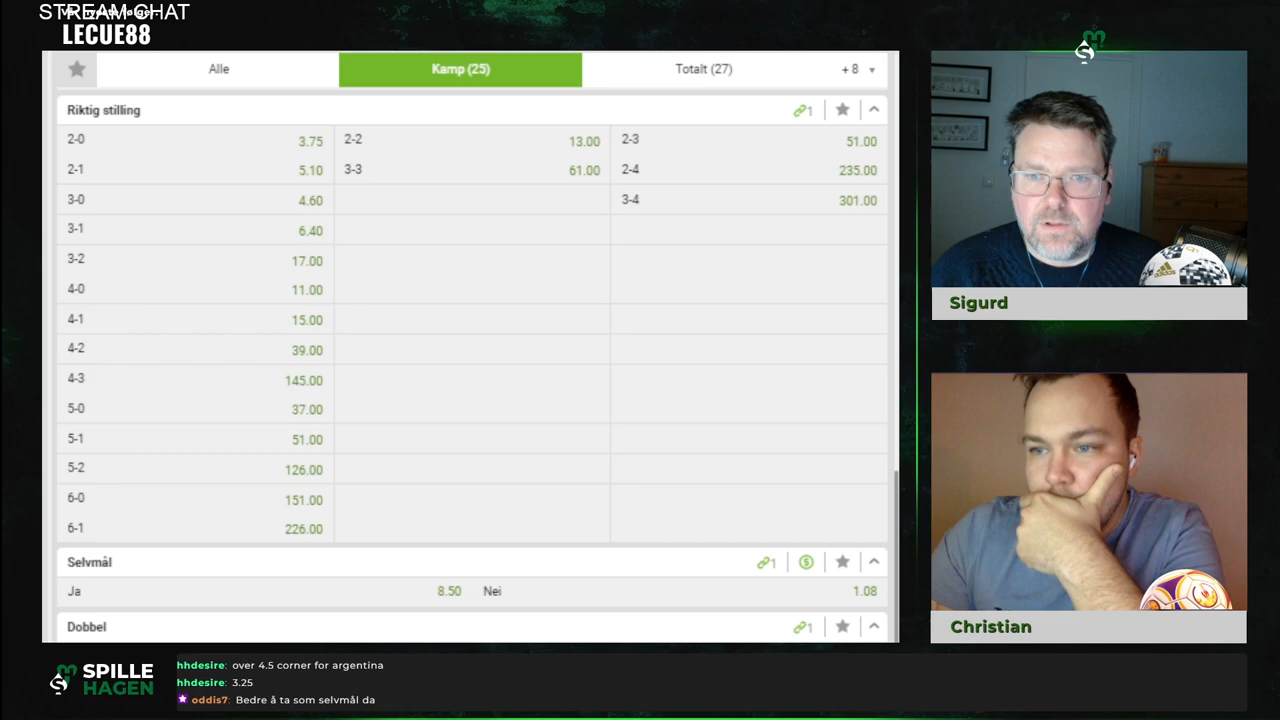 STREAM CHAT
LECUE88
Alle
Kamp (25)
Totalt (27)
+8
Riktig stilling
1
2-0 3.75 2-2 13.00 2-3 51.00
2-1 5.10 3-3 61.00 2-4 235.00
3-0 4.60 3-4 301.00
3-1 6.40
3-2 17.00
4-0 11.00
4-1 15.00
4-2 39.00
4-3 145.00
5-0 37.00
5-1 51.00
5-2 126.00
6-0 151.00
6-1 226.00
Selvmål
1
Ja 8.50 Nei 1.08
Dobbel
1
Sigurd
adidas
Christian
SPILLE
HAGEN
hhdesire: over 4.5 corner for argentina
hhdesire: 3.25
oddis7: Bedre å ta som selvmål da